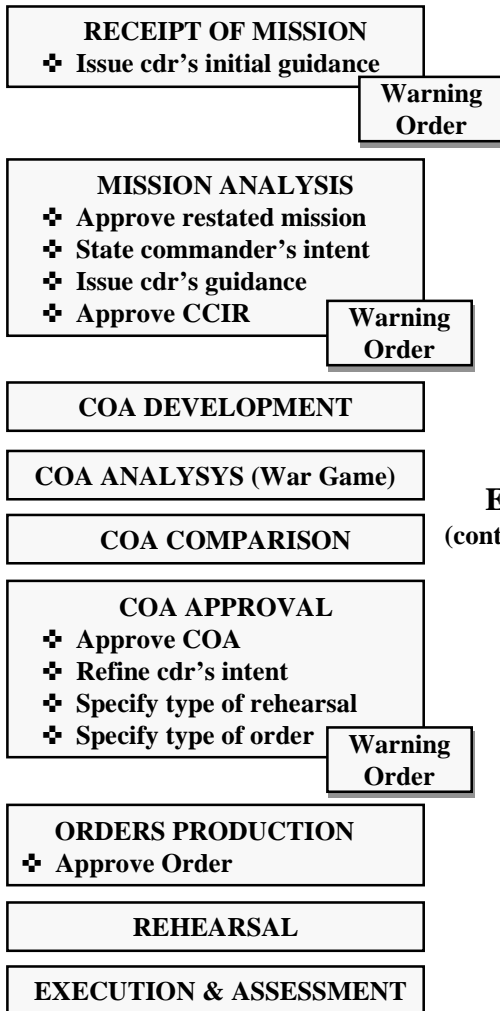 RECEIPT OF MISSION
❖ Issue cdr's initial guidance
Warning
Order
MISSION ANALYSIS
❖ Approve restated mission
❖ State commander's intent
❖ Issue cdr's guidance
❖ Approve CCIR
Warning
Order
COA DEVELOPMENT
COA ANALYSYS (War Game)
COA COMPARISON
COA APPROVAL
❖ Approve COA
❖ Refine cdr's intent
❖ Specify type of rehearsal
❖ Specify type of order
Warning
Order
ORDERS PRODUCTION
❖ Approve Order
REHEARSAL
EXECUTION & ASSESSMENT